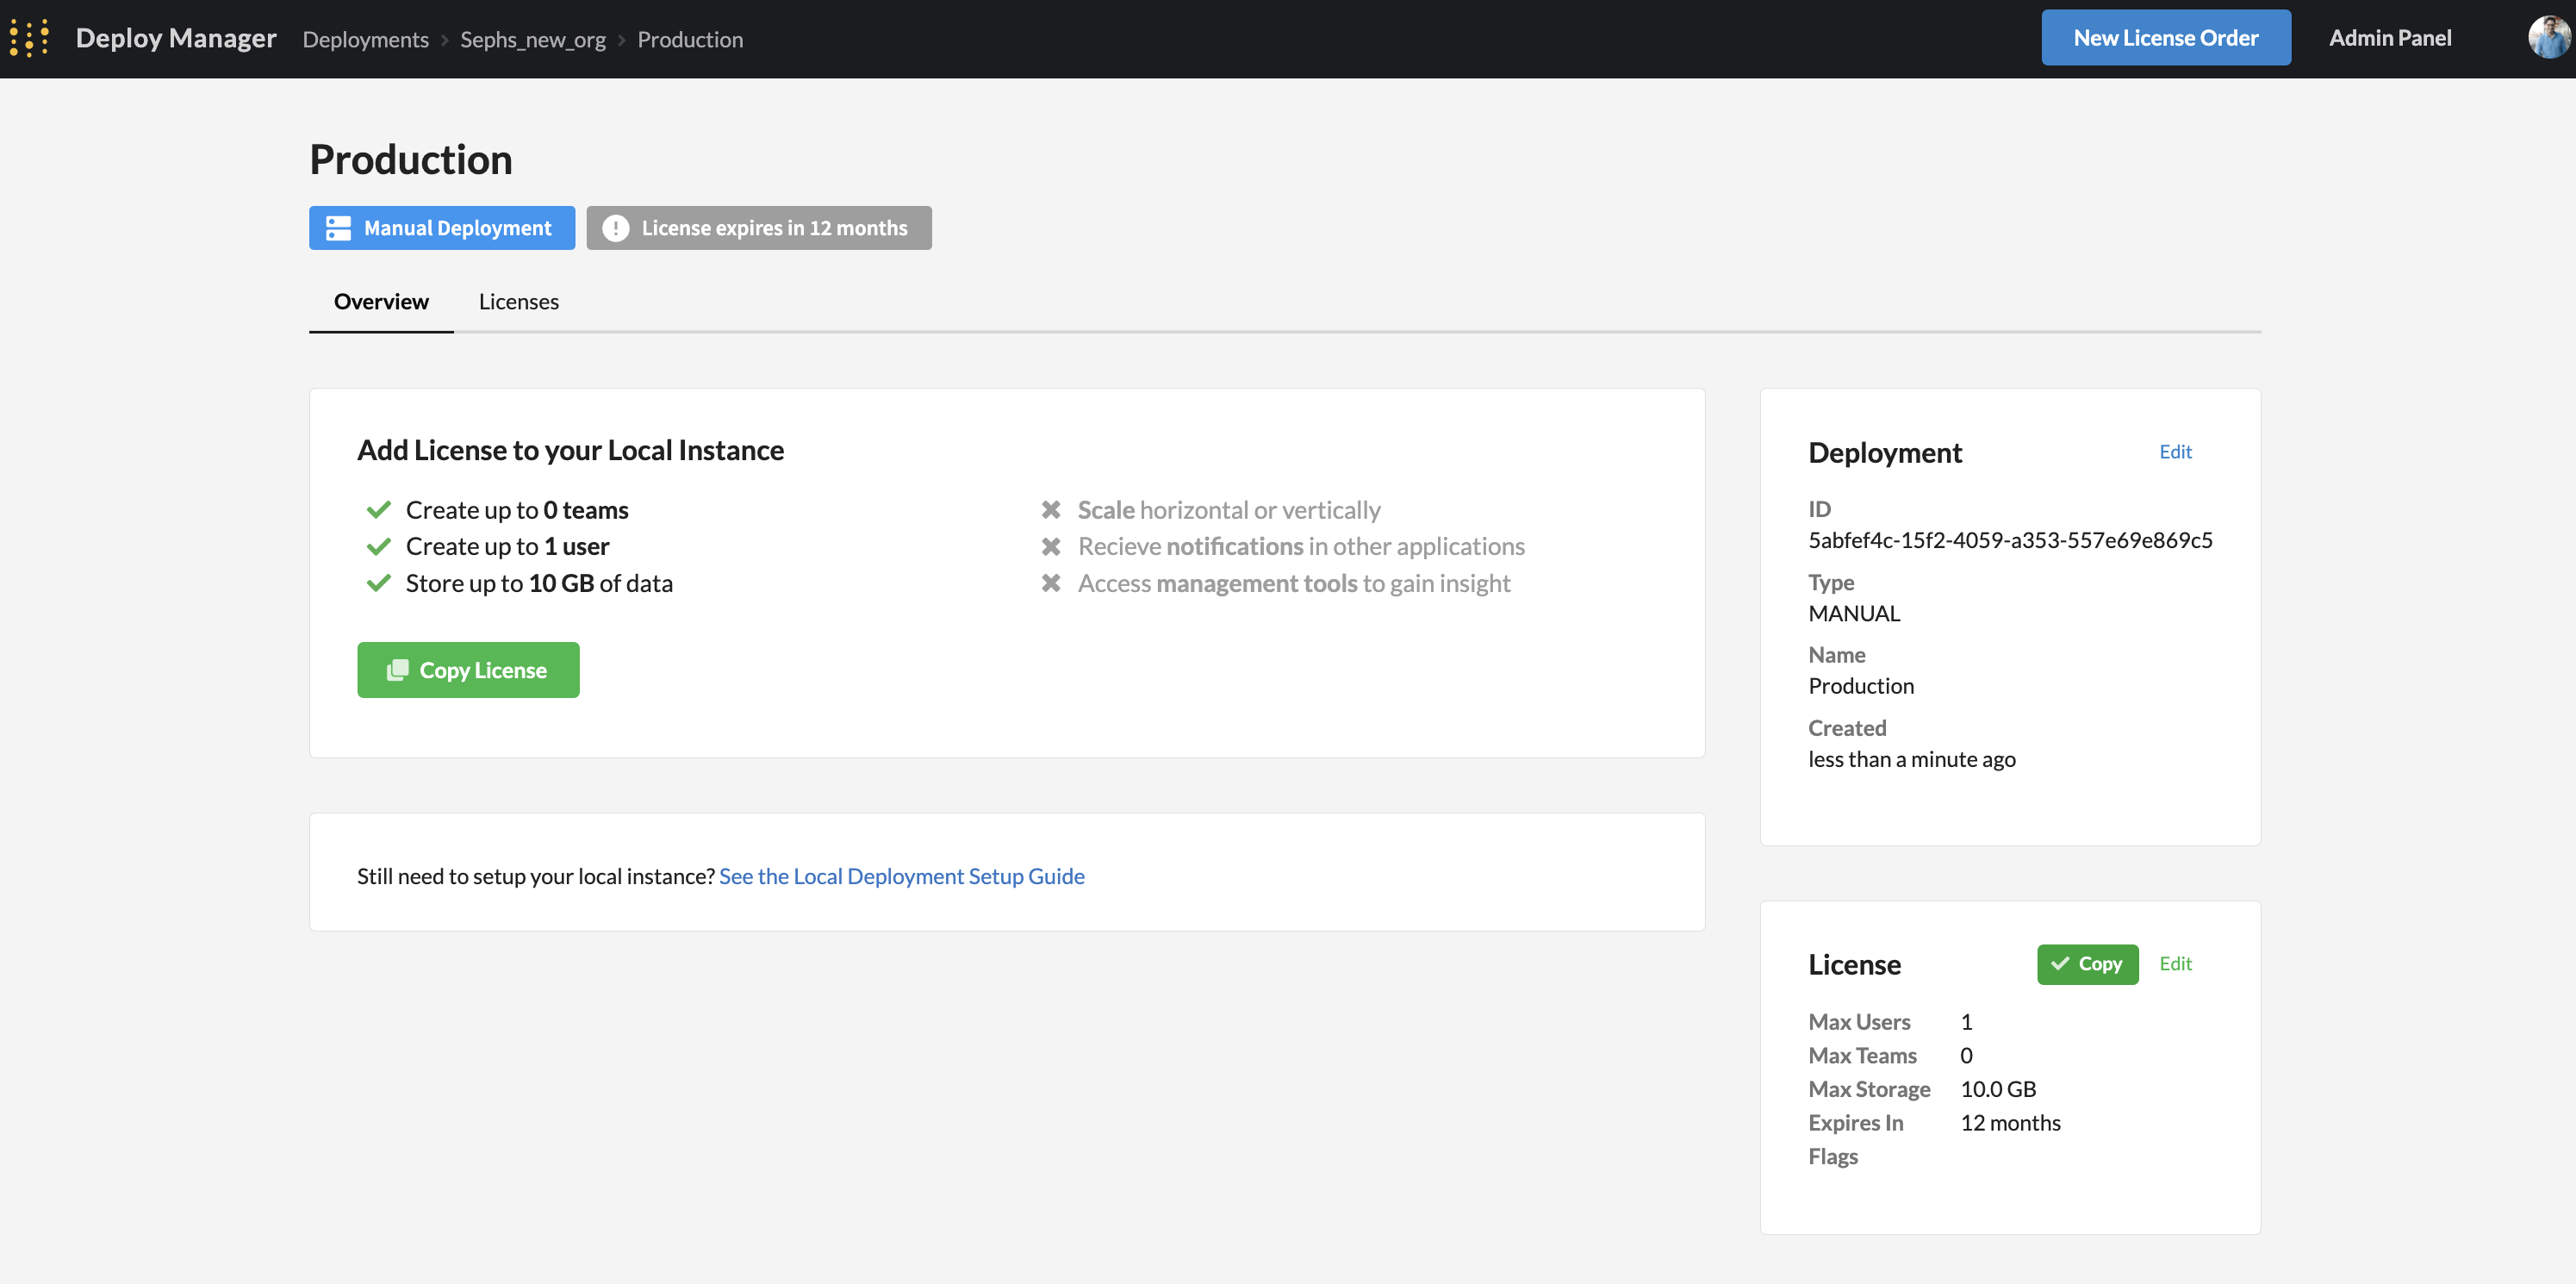 Deploy Manager Deployments > Sephs_new_org > Production New License Order Admin Panel
Production
Manual Deployment License expires in 12 months
Overview Licenses
Add License to your Local Instance
Create up to 0 teams
Create up to 1 user
Store up to 10 GB of data
Scale horizontal or vertically
Recieve notifications in other applications
Access management tools to gain insight
Copy License
Still need to setup your local instance? See the Local Deployment Setup Guide
Deployment Edit
ID
5abfef4c-15f2-4059-a353-557e69e869c5
Type
MANUAL
Name
Production
Created
less than a minute ago
License Copy Edit
Max Users 1
Max Teams 0
Max Storage 10.0 GB
Expires In 12 months
Flags